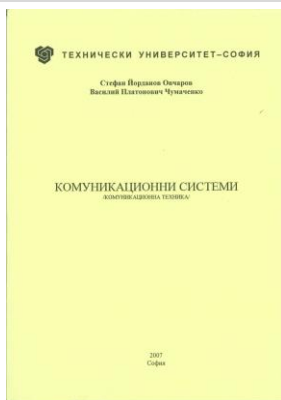 ТЕХНИЧЕСКИ УНИВЕРСИТЕТ–СОФИЯ
Стефан Йорданов Овчаров
Василий Платонович Чумаченко
КОМУНИКАЦИОННИ СИСТЕМИ
/КОМУНИКАЦИОННА ТЕХНИКА/
2007
София